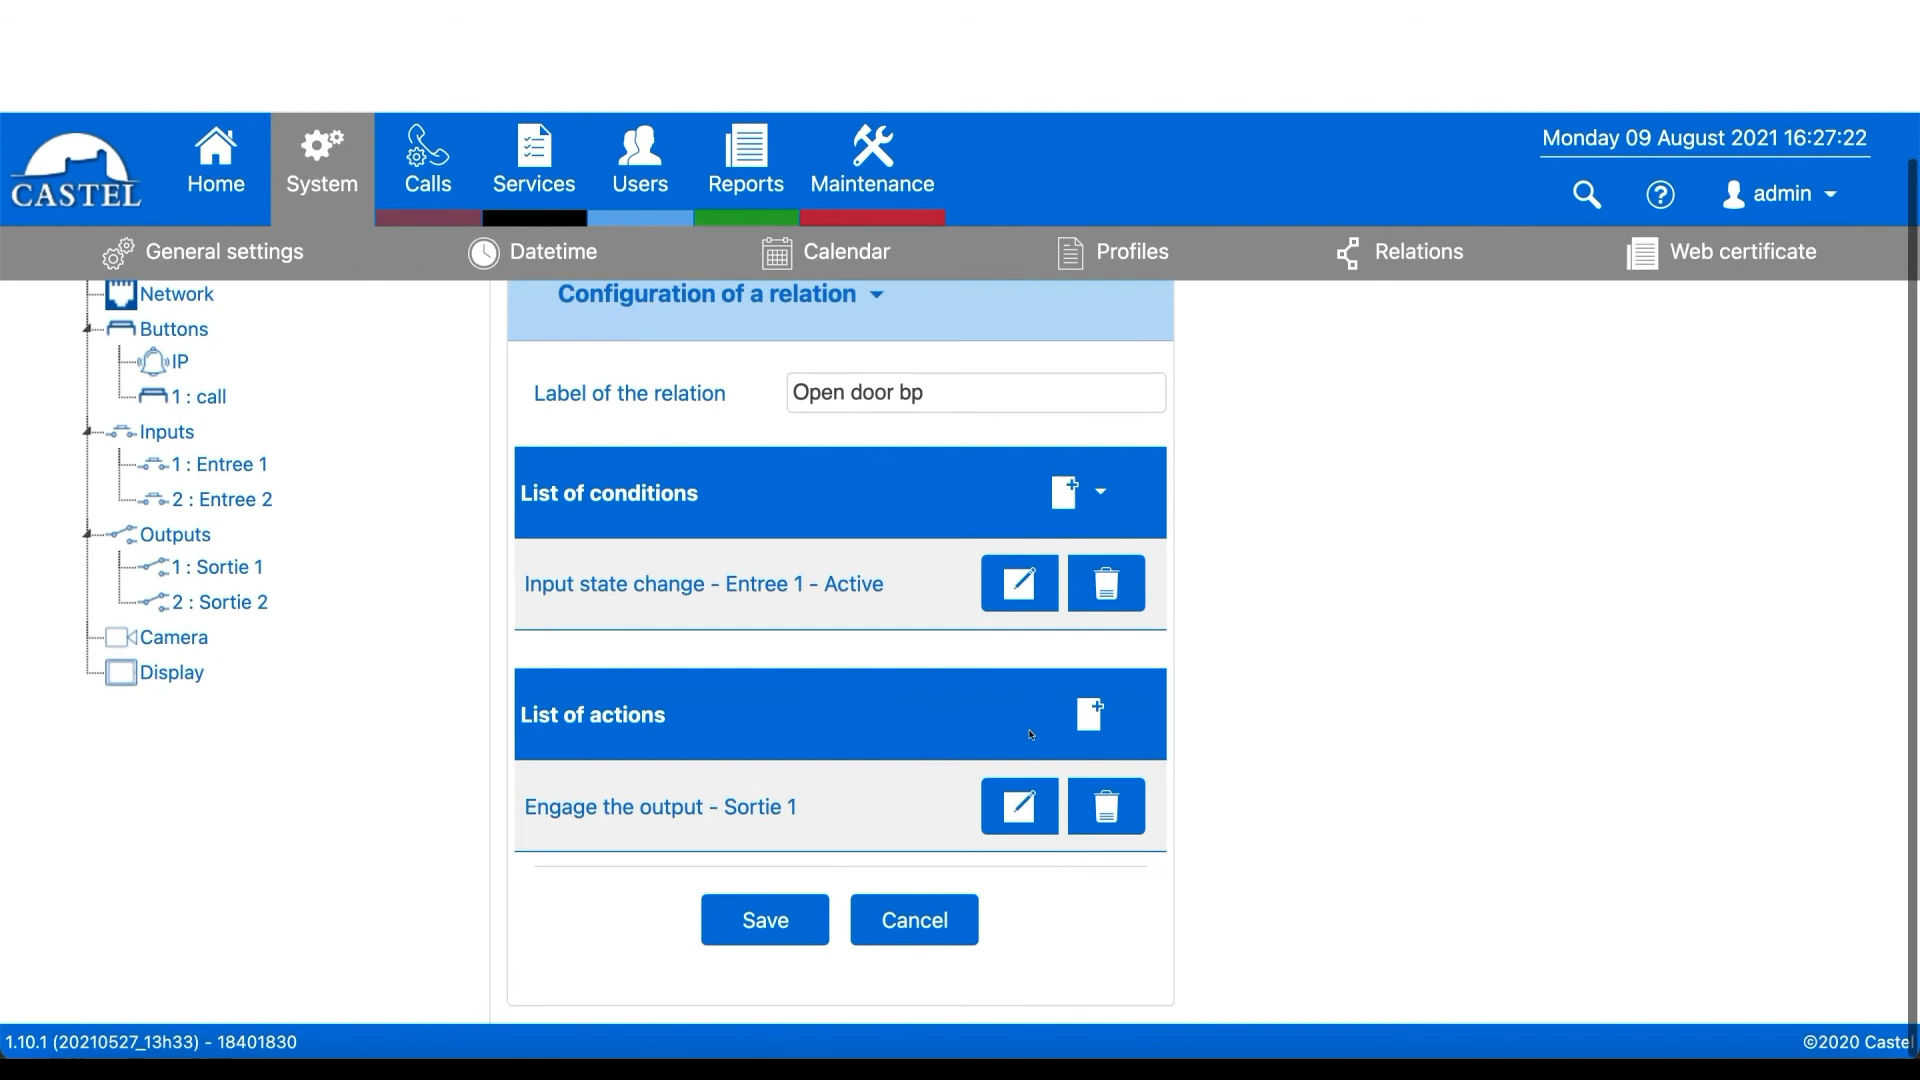 CASTEL
Home
System
Calls
Services
Users
Reports
Maintenance
Monday 09 August 2021 16:27:22
admin
General settings
Datetime
Calendar
Profiles
Relations
Web certificate
Network
Buttons
IP
1 : call
Inputs
1 : Entree 1
2 : Entree 2
Outputs
1 : Sortie 1
2 : Sortie 2
Camera
Display
Configuration of a relation
Label of the relation
Open door bp
List of conditions
Input state change - Entree 1 - Active
List of actions
Engage the output - Sortie 1
Save
Cancel
1.10.1 (20210527_13h33) - 18401830
©2020 Castel